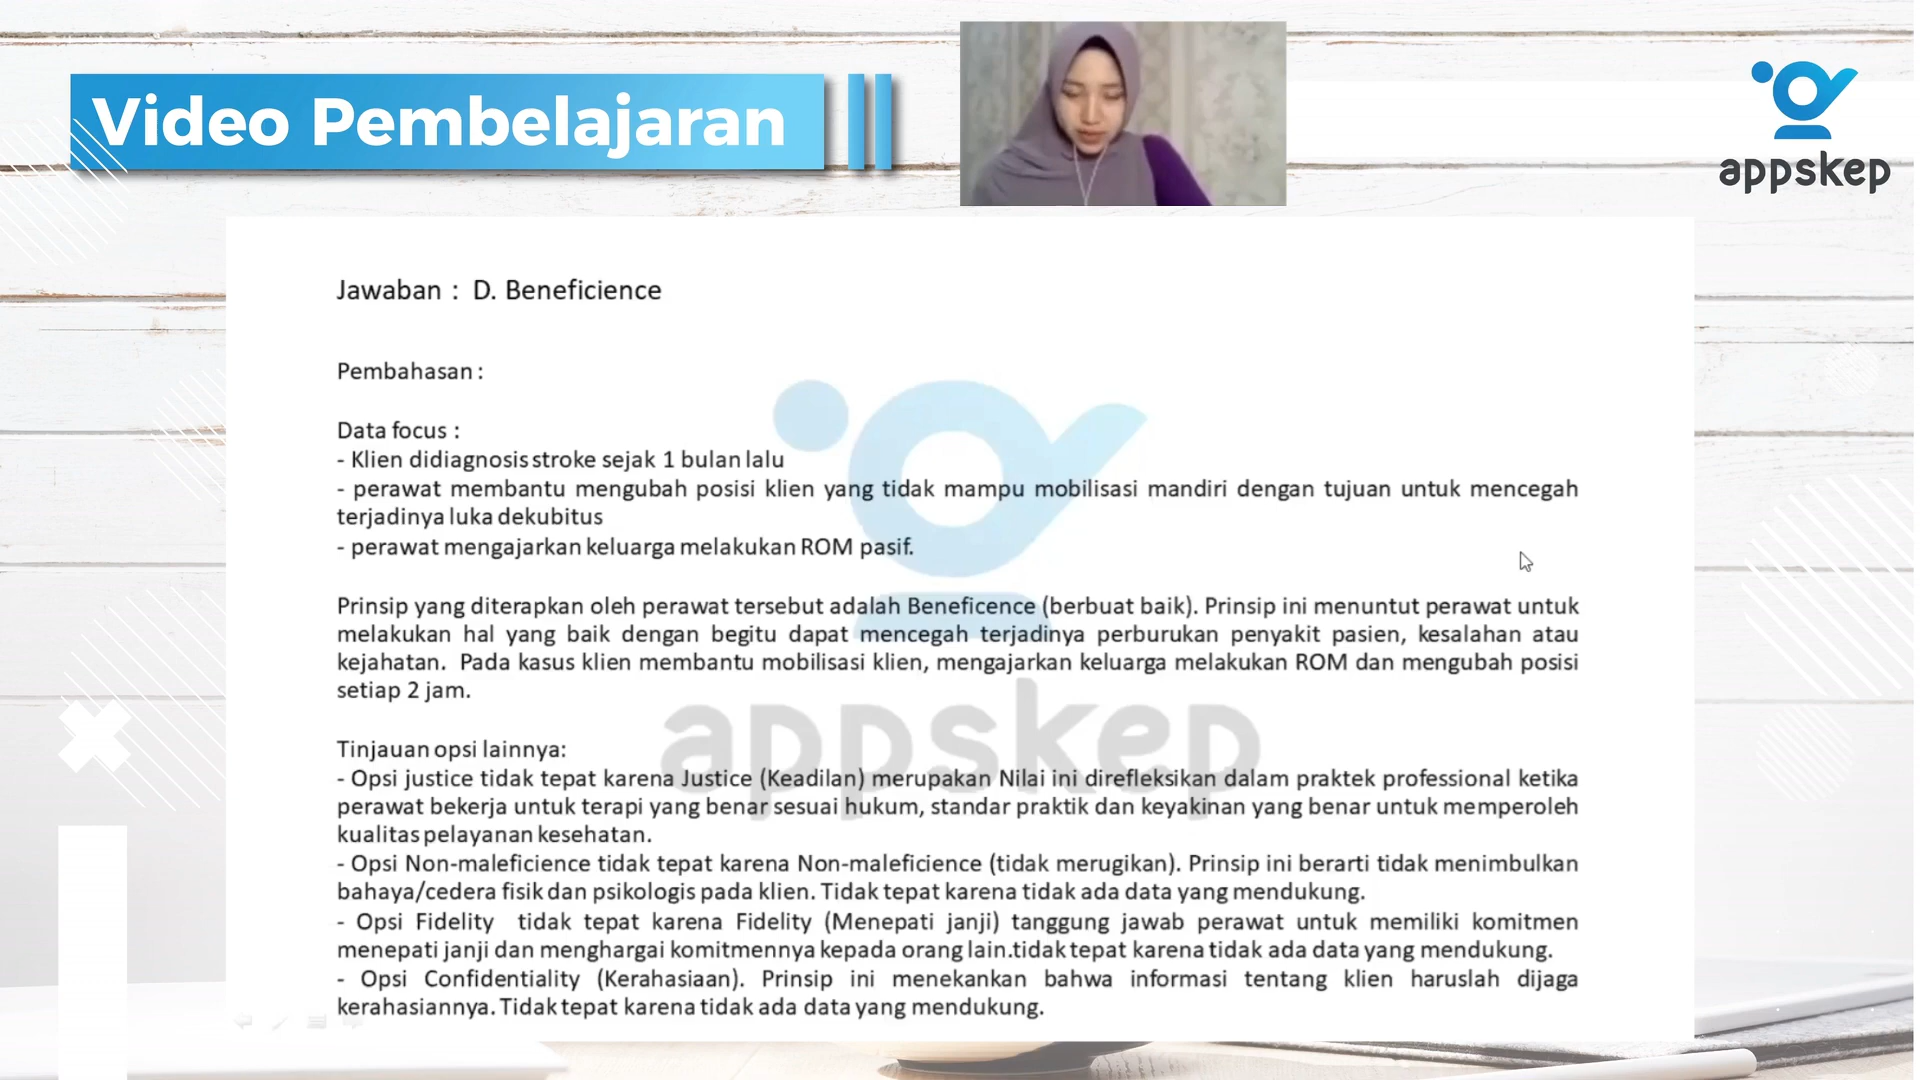 Video Pembelajaran
appskep
Jawaban : D. Beneficience
Pembahasan :
Data focus :
- Klien didiagnosis stroke sejak 1 bulan lalu
- perawat membantu mengubah posisi klien yang tidak mampu mobilisasi mandiri dengan tujuan untuk mencegah
terjadinya luka dekubitus
- perawat mengajarkan keluarga melakukan ROM pasif.
Prinsip yang diterapkan oleh perawat tersebut adalah Beneficence (berbuat baik). Prinsip ini menuntut perawat untuk
melakukan hal yang baik dengan begitu dapat mencegah terjadinya perburukan penyakit pasien, kesalahan atau
kejahatan. Pada kasus klien membantu mobilisasi klien, mengajarkan keluarga melakukan ROM dan mengubah posisi
setiap 2 jam.
appskep
Tinjauan opsi lainnya:
- Opsi justice tidak tepat karena Justice (Keadilan) merupakan Nilai ini direfleksikan dalam praktek professional ketika
perawat bekerja untuk terapi yang benar sesuai hukum, standar praktik dan keyakinan yang benar untuk memperoleh
kualitas pelayanan kesehatan.
- Opsi Non-maleficience tidak tepat karena Non-maleficience (tidak merugikan). Prinsip ini berarti tidak menimbulkan
bahaya/cedera fisik dan psikologis pada klien. Tidak tepat karena tidak ada data yang mendukung.
- Opsi Fidelity tidak tepat karena Fidelity (Menepati janji) tanggung jawab perawat untuk memiliki komitmen
menepati janji dan menghargai komitmennya kepada orang lain.tidak tepat karena tidak ada data yang mendukung.
- Opsi Confidentiality (Kerahasiaan). Prinsip ini menekankan bahwa informasi tentang klien haruslah dijaga
kerahasiannya. Tidak tepat karena tidak ada data yang mendukung.